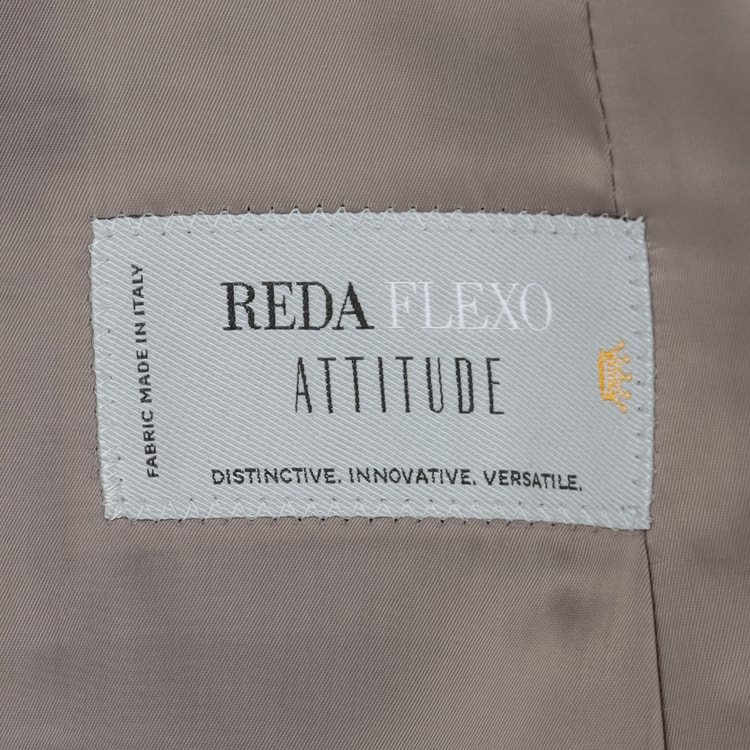 FABRIC MADE IN ITALY
REDA FLEXO
ATTITUDE
DISTINCTIVE. INNOVATIVE. VERSATILE.